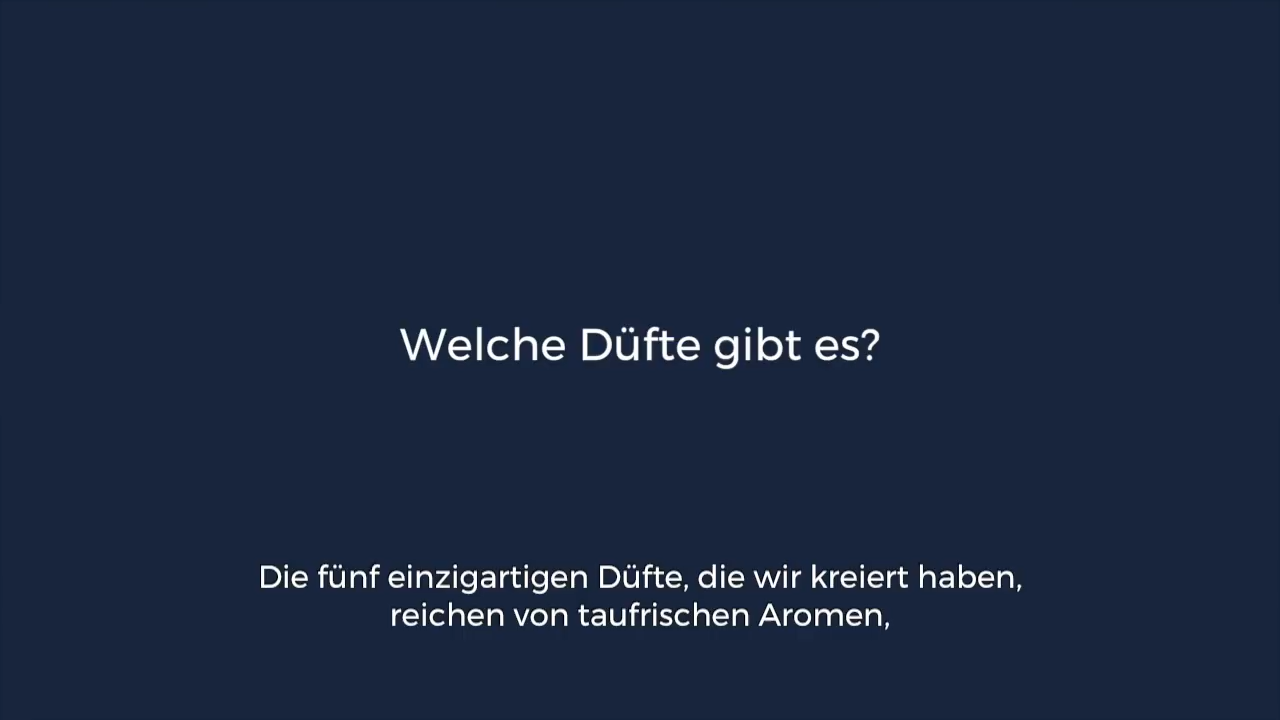 Welche Düfte gibt es?
Die fünf einzigartigen Düfte, die wir kreiert haben,
reichen von taufrischen Aromen,